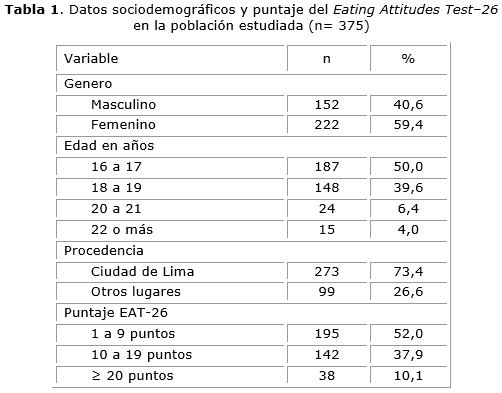 Tabla 1. Datos sociodemográficos y puntaje del Eating Attitudes Test–26
en la población estudiada (n= 375)
Variable n %
Genero
Masculino 152 40,6
Femenino 222 59,4
Edad en años
16 a 17 187 50,0
18 a 19 148 39,6
20 a 21 24 6,4
22 o más 15 4,0
Procedencia
Ciudad de Lima 273 73,4
Otros lugares 99 26,6
Puntaje EAT-26
1 a 9 puntos 195 52,0
10 a 19 puntos 142 37,9
≥ 20 puntos 38 10,1